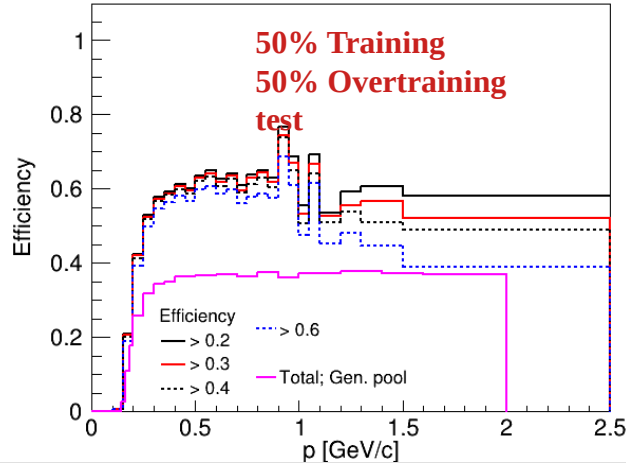 50% Training
50% Overtraining
test
Efficiency
1
0.8
0.6
0.4
0.2
0
Efficiency
> 0.2
> 0.3
> 0.4
> 0.6
Total; Gen. pool
0 0.5 1 1.5 2 2.5
p [GeV/c]